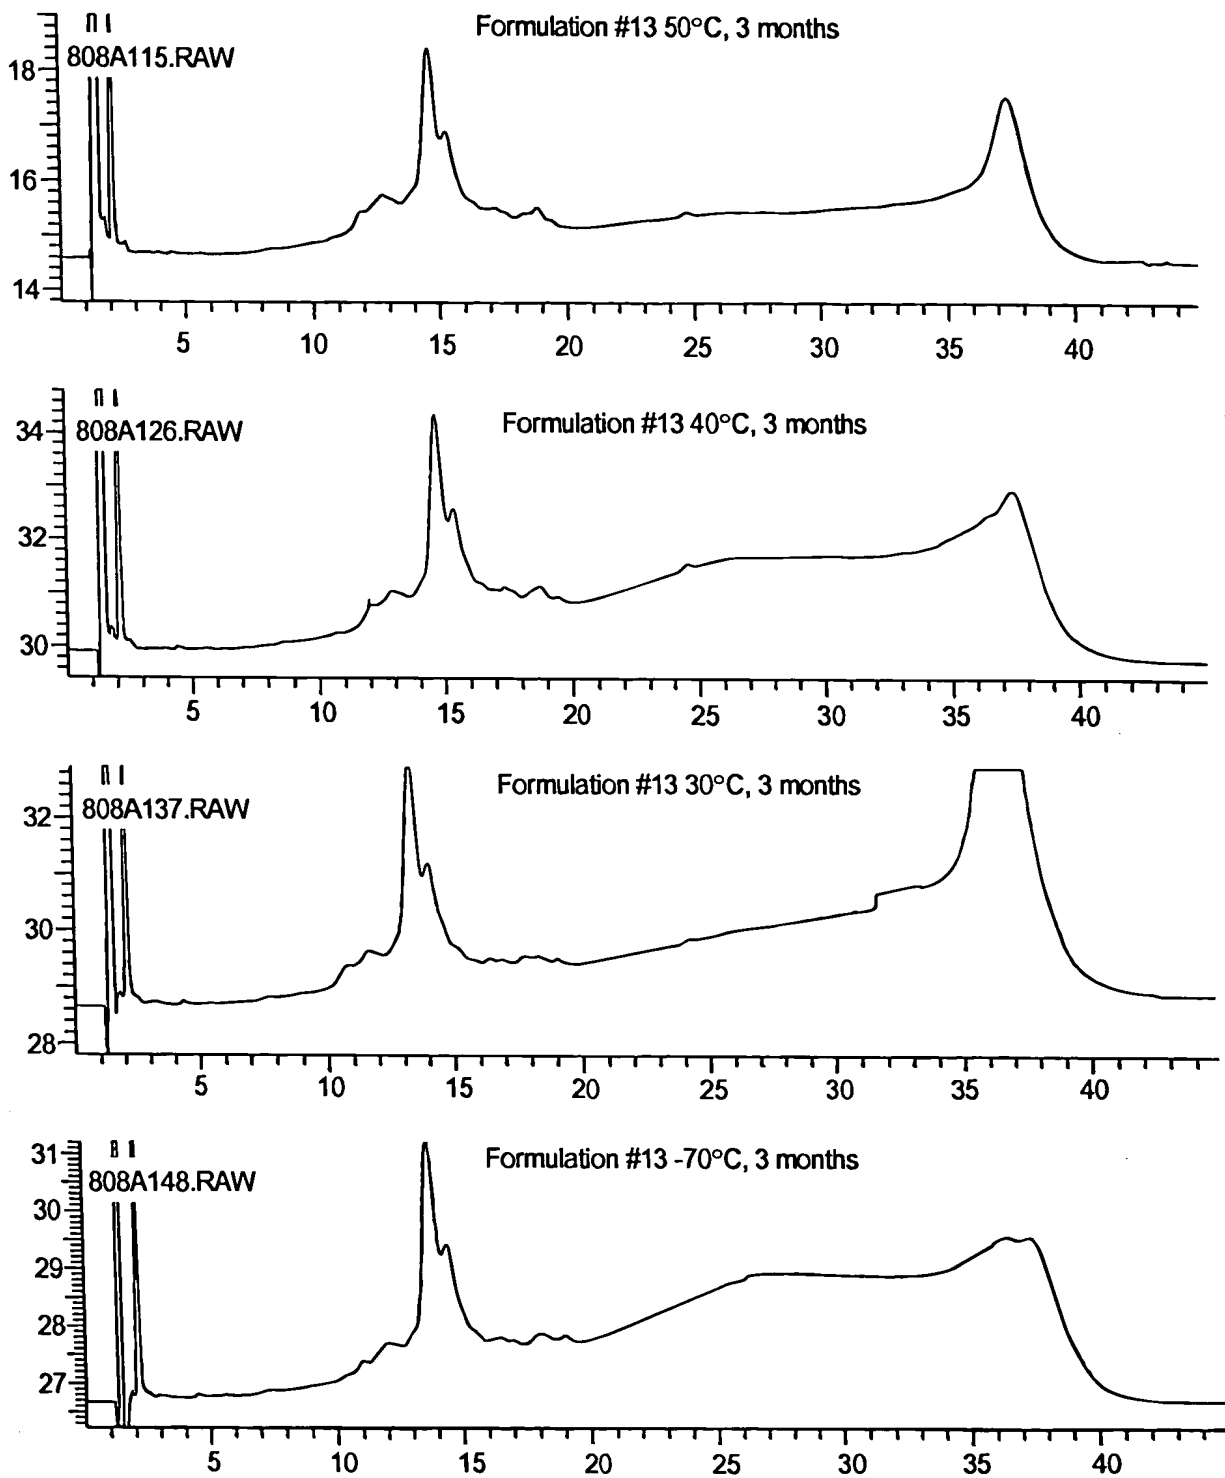 Formulation #13 50°C, 3 months
808A115.RAW
18
16
14
5 10 15 20 25 30 35 40
Formulation #13 40°C, 3 months
808A126.RAW
34
32
30
5 10 15 20 25 30 35 40
Formulation #13 30°C, 3 months
808A137.RAW
32
30
28
5 10 15 20 25 30 35 40
Formulation #13 -70°C, 3 months
808A148.RAW
31
30
29
28
27
5 10 15 20 25 30 35 40